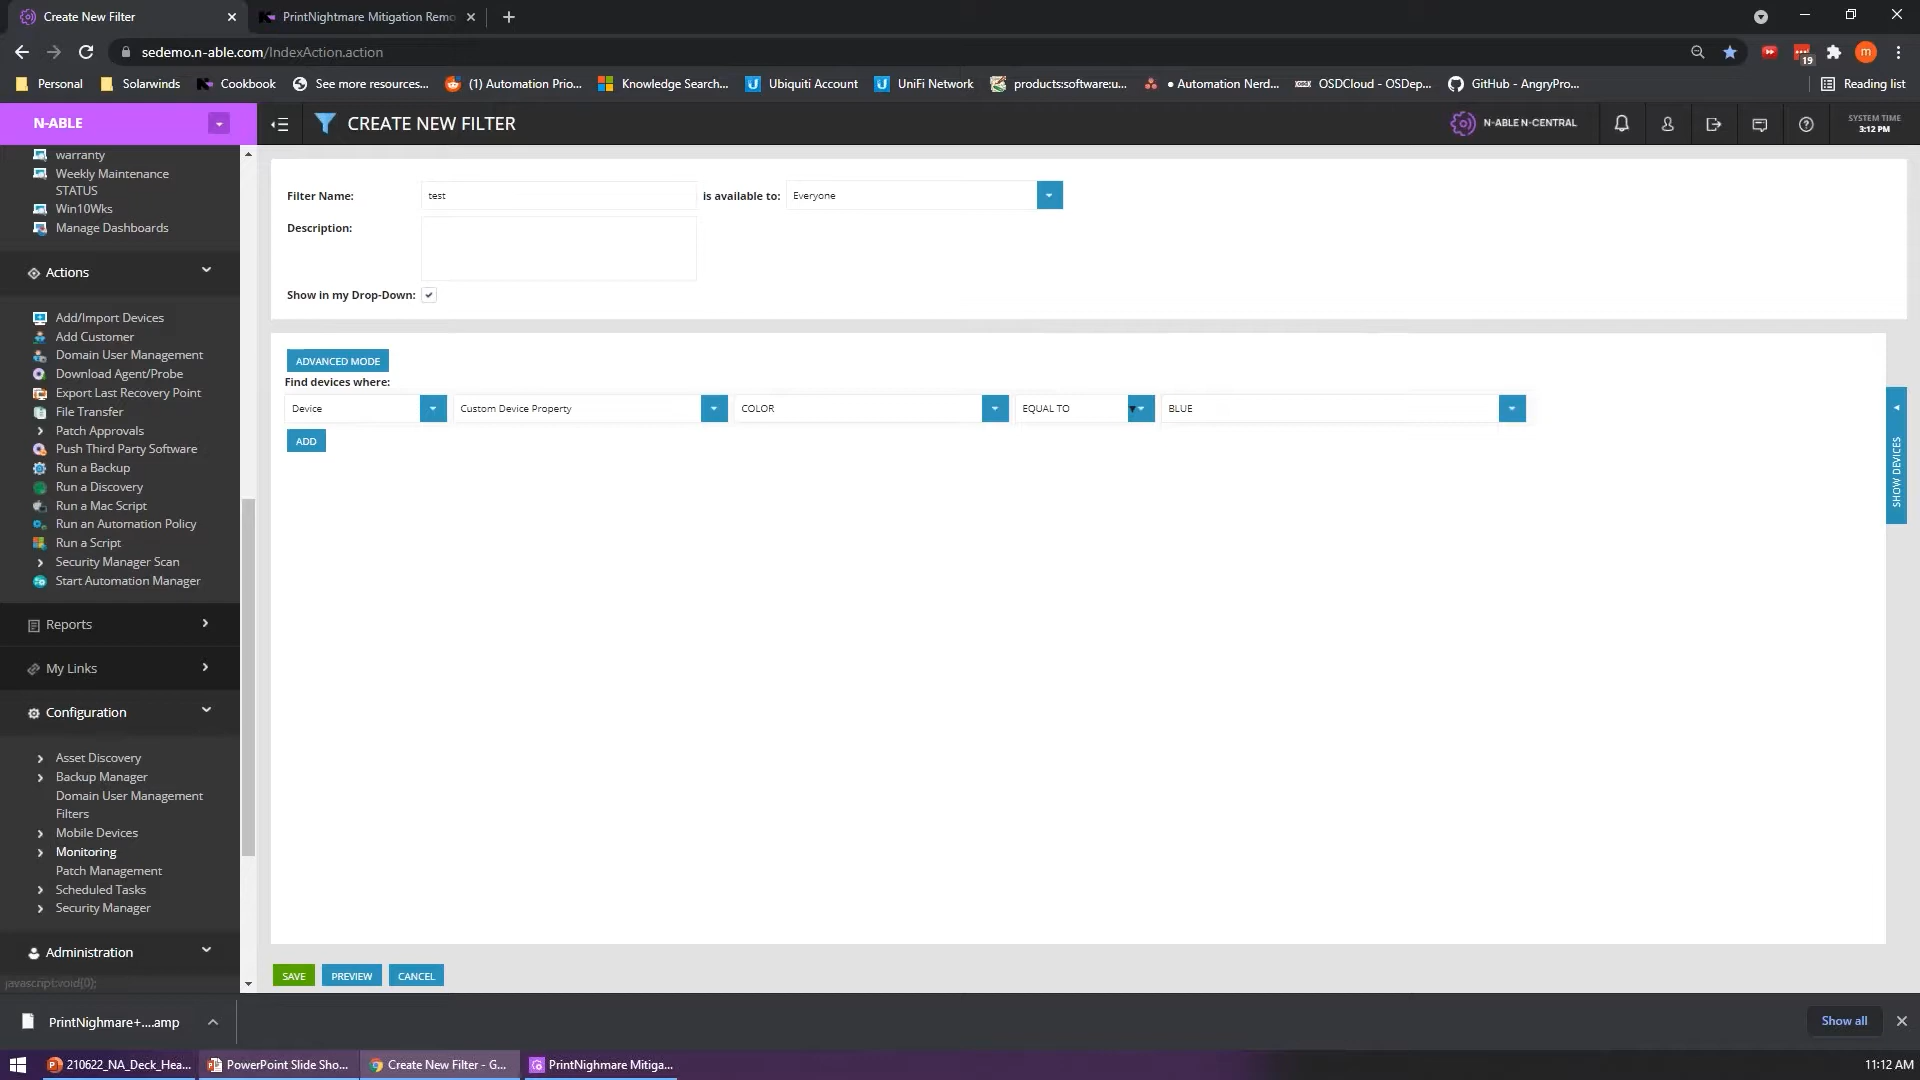 Create New Filter
PrintNightmare Mitigation Remo
sedemo.n-able.com/IndexAction.action
19
m
Personal
Solarwinds
Cookbook
See more resources...
(1) Automation Prio...
Knowledge Search...
Ubiquiti Account
UniFi Network
products:software:u...
● Automation Nerd...
OSDCloud - OSDep...
GitHub - AngryPro...
Reading list
N-ABLE
CREATE NEW FILTER
N-ABLE N-CENTRAL
SYSTEM TIME
3:12 PM
warranty
Weekly Maintenance
STATUS
Win10Wks
Manage Dashboards
Actions
Add/Import Devices
Add Customer
Domain User Management
Download Agent/Probe
Export Last Recovery Point
File Transfer
Patch Approvals
Push Third Party Software
Run a Backup
Run a Discovery
Run a Mac Script
Run an Automation Policy
Run a Script
Security Manager Scan
Start Automation Manager
Reports
My Links
Configuration
Asset Discovery
Backup Manager
Domain User Management
Filters
Mobile Devices
Monitoring
Patch Management
Scheduled Tasks
Security Manager
Administration
javascript:void(0);
Filter Name: test is available to: Everyone
Description:
Show in my Drop-Down:
ADVANCED MODE
Find devices where:
Device Custom Device Property COLOR EQUAL TO BLUE
ADD
SHOW DEVICES
SAVE PREVIEW CANCEL
PrintNighmare+....amp
Show all
210622_NA_Deck_Hea...
PowerPoint Slide Sho...
Create New Filter - G...
PrintNighmare Mitiga...
11:12 AM